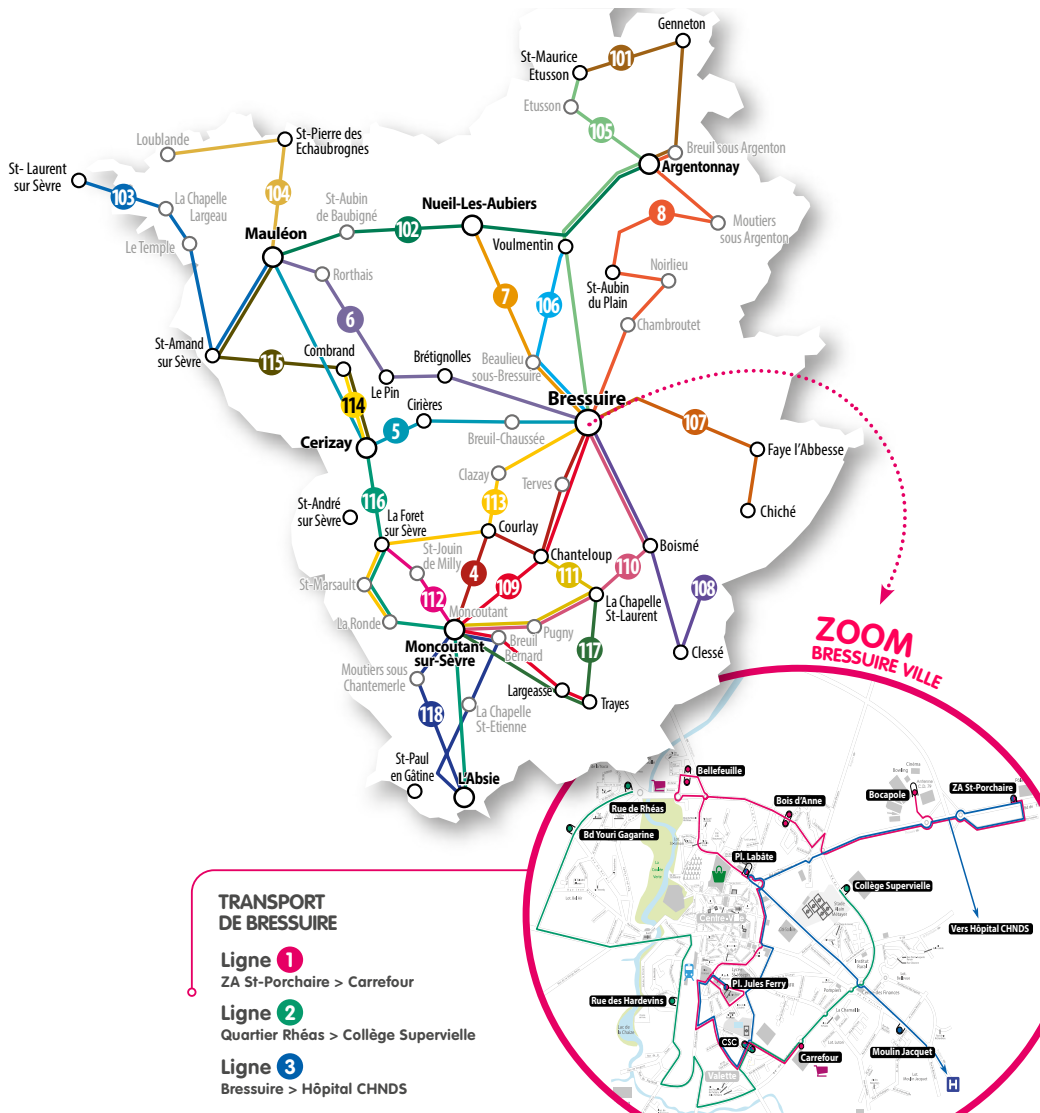 Genneton
St-Maurice
Etusson
101
Etusson
105
Loublande
St-Pierre des
Echaubrognes
Breuil sous Argenton
Argentonnay
St- Laurent
sur Sèvre
103
104
La Chapelle
Largeau
St-Aubin
de Baubigné
Nueil-Les-Aubiers
102
8
Moutiers
sous Argenton
Le Temple
Mauléon
Voulmentin
Rorthais
Noirlieu
St-Aubin
du Plain
7
106
6
Chambroutet
St-Amand
sur Sèvre
115
Combrand
Le Pin
Brétignolles
Beaulieu
sous-Bressuire
114
Bressuire
Cirières
5
Breuil-Chaussée
107
Cerizay
Faye l'Abbesse
Clazay
Terves
116
113
St-André
sur Sèvre
La Foret
sur Sèvre
Courlay
Chiché
St-Jouin
de Milly
Chanteloup
Boismé
4
109
111
110
St-Marsault
112
108
La Chapelle
St-Laurent
Moncoutant
La Ronde
Pugny
Moncoutant
sur-Sèvre
Breuil
Bernard
117
Clessé
Moutiers sous
Chantemerle
Largeasse
Trayes
118
La Chapelle
St-Etienne
St-Paul
en Gâtine
L'Absie
ZOOM
BRESSUIRE VILLE
Bellefeuille
Cinéma
Bowling
ZA St-Porchaire
Bocapole
Rue de Rhéas
Bois d'Anne
Bd Youri Gagarine
Pl. Labâte
Collège Supervielle
Centre-Ville
Vers Hôpital CHNDS
Pl. Jules Ferry
Rue des Hardevins
Pompiers
La Chamelle
Moulin Jacquet
CSC
Carrefour
Valette
H
TRANSPORT
DE BRESSUIRE
Ligne 1
ZA St-Porchaire > Carrefour
Ligne 2
Quartier Rhéas > Collège Supervielle
Ligne 3
Bressuire > Hôpital CHNDS